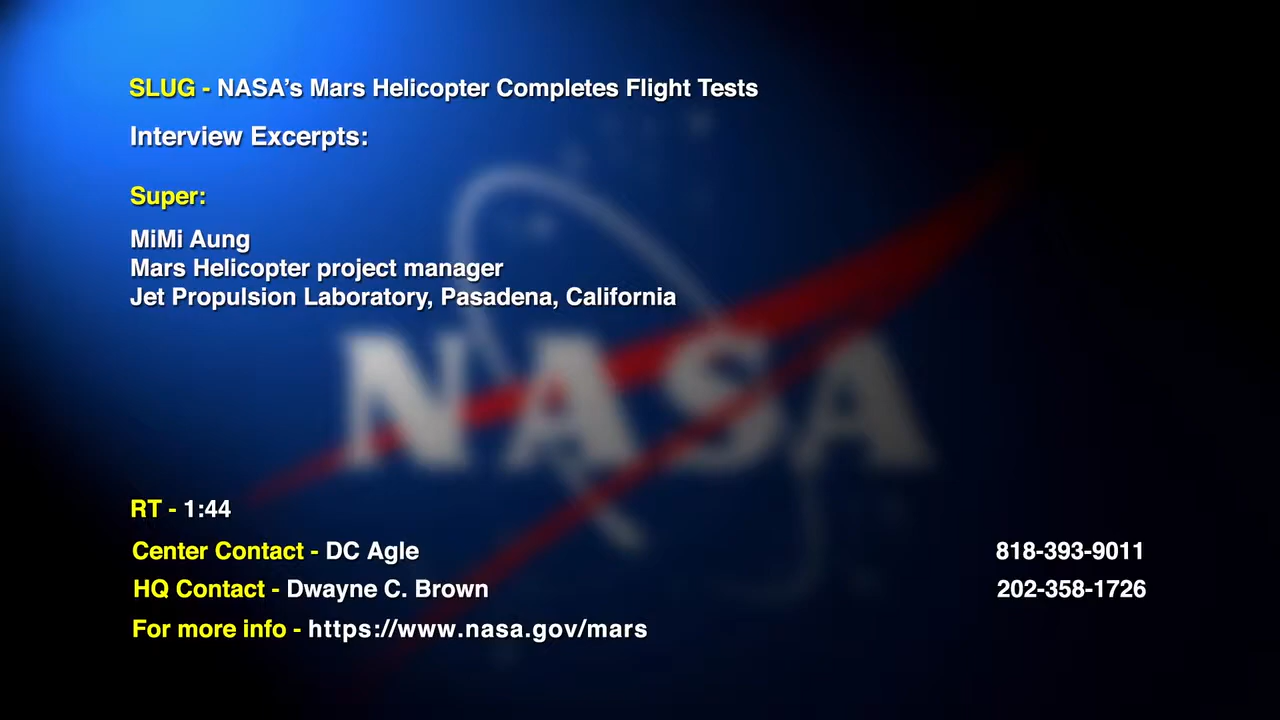 SLUG - NASA’s Mars Helicopter Completes Flight Tests
Interview Excerpts:
Super:
MiMi Aung
Mars Helicopter project manager
Jet Propulsion Laboratory, Pasadena, California
NASA
RT - 1:44
Center Contact - DC Agle 818-393-9011
HQ Contact - Dwayne C. Brown 202-358-1726
For more info - https://www.nasa.gov/mars